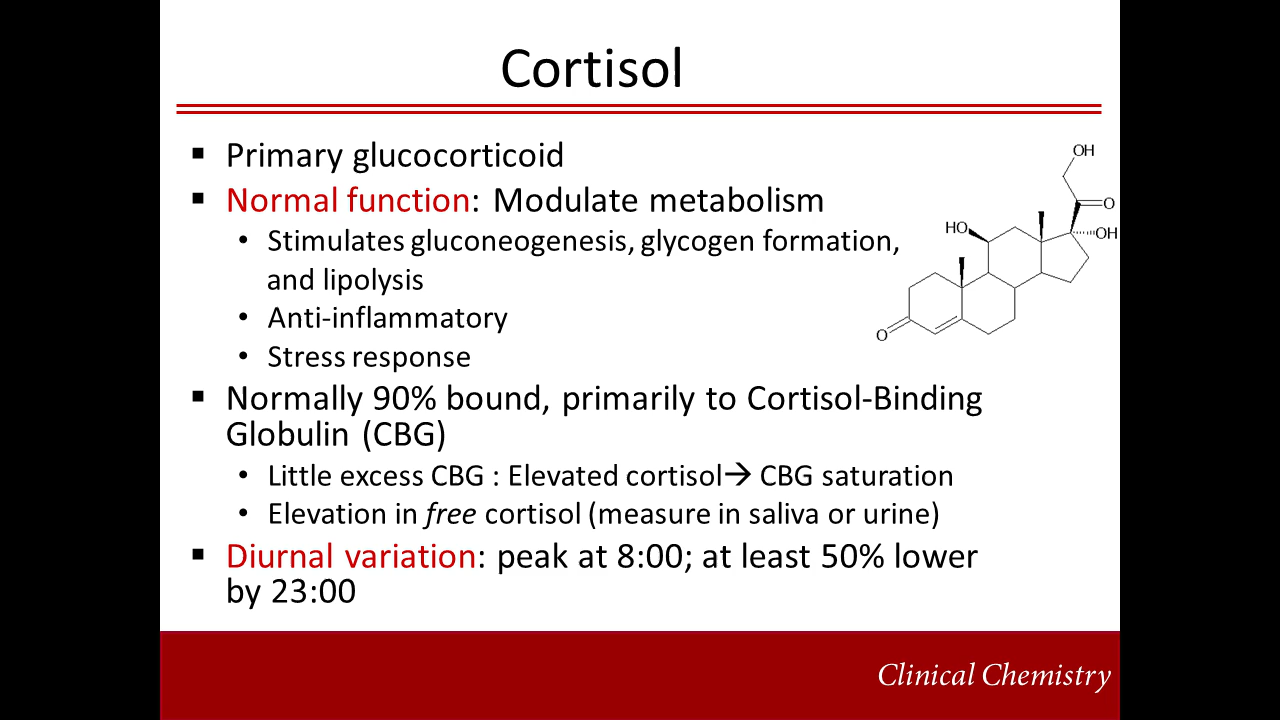 Cortisol
▪ Primary glucocorticoid
▪ Normal function: Modulate metabolism
• Stimulates gluconeogenesis, glycogen formation,
and lipolysis
• Anti-inflammatory
• Stress response
▪ Normally 90% bound, primarily to Cortisol-Binding
Globulin (CBG)
• Little excess CBG : Elevated cortisol→ CBG saturation
• Elevation in free cortisol (measure in saliva or urine)
▪ Diurnal variation: peak at 8:00; at least 50% lower
by 23:00
OH
O
HO
OH
O
Clinical Chemistry